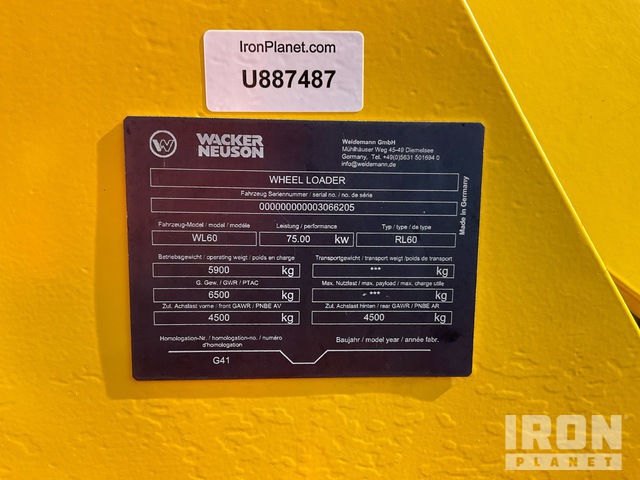 IronPlanet.com
U887487
WACKER
NEUSON
Weidemann GmbH
Mühlhäuser Weg 45-49 Diemelsee
Germany, Tel. +49(0)5631 501694 0
info@weidemann.de
WHEEL LOADER
Fahrzeug Seriennummer / serial no. / no. de série
000000000003066205
Fahrzeug-Model / model / modèle
Leistung / performance
Typ / type / de type
WL60
75.00 kw
RL60
Betriebsgewicht / operating weight / poids en charge
Transportgewicht / transport weigt / poids de transport
5900 kg
*** kg
G. Gew. / GWR / PTAC
Max. Nutzlast / max. payload / max. charge utile
6500 kg
- *** kg
Zul. Achslast vorne / front GAWR / PNBE AV
Zul. Achslast hinten / rear GAWR / PNBE AR
4500 kg
4500 kg
Homologation-Nr. / homologation-no. / numéro
d'homologation
Baujahr / model year / année fabr.
G41
Made in Germany
IRON
PLANET